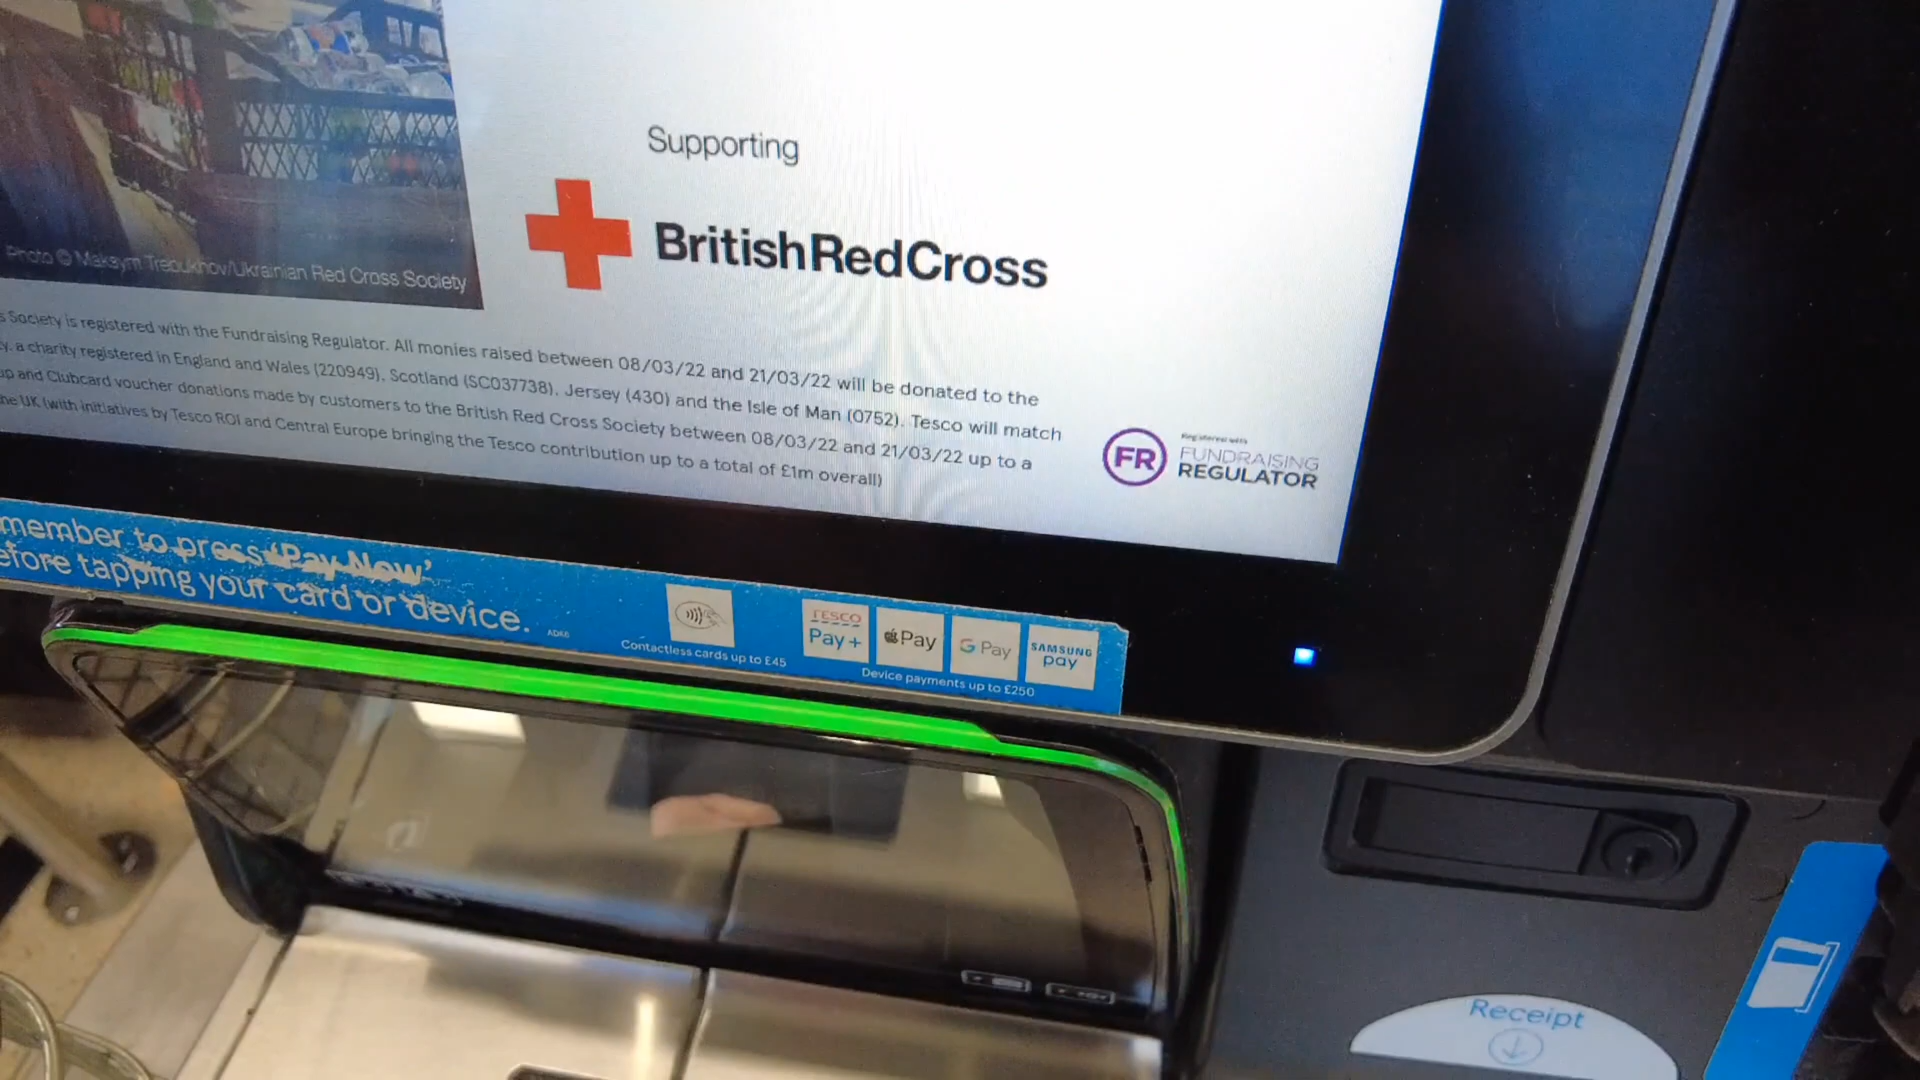 Supporting
BritishRedCross
Photo © Maksym Trebukhov/Ukrainian Red Cross Society
Society is registered with the Fundraising Regulator. All monies raised between 08/03/22 and 21/03/22 will be donated to the
a charity registered in England and Wales (220949), Scotland (SC037738), Jersey (430) and the Isle of Man (0752). Tesco will match
and Clubcard voucher donations made by customers to the British Red Cross Society between 08/03/22 and 21/03/22 up to a
he UK (with initiatives by Tesco ROI and Central Europe bringing the Tesco contribution up to a total of £1m overall)
FR
Registered with
FUNDRAISING
REGULATOR
member to press 'Pay Now'
efore tapping your card or device.
Contactless cards up to £45
TESCO
Pay+
Pay
G Pay
SAMSUNG
pay
Device payments up to £250
Receipt